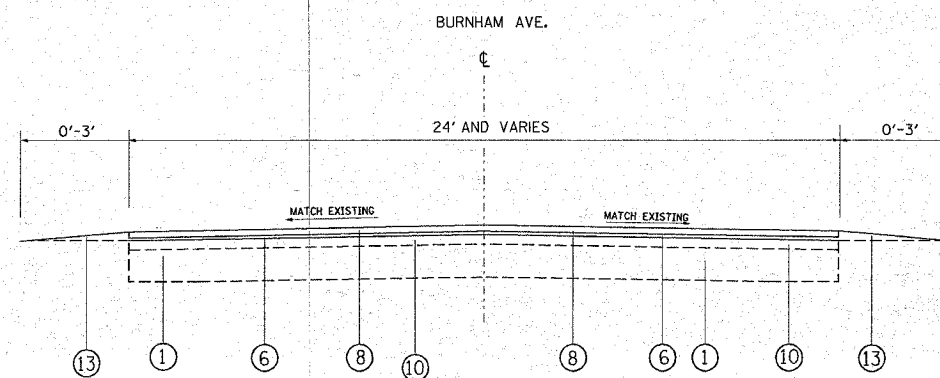 BURNHAM AVE.
℄
0'-3' 24' AND VARIES 0'-3'
MATCH EXISTING MATCH EXISTING
13 1 6 8 10 8 6 1 10 13